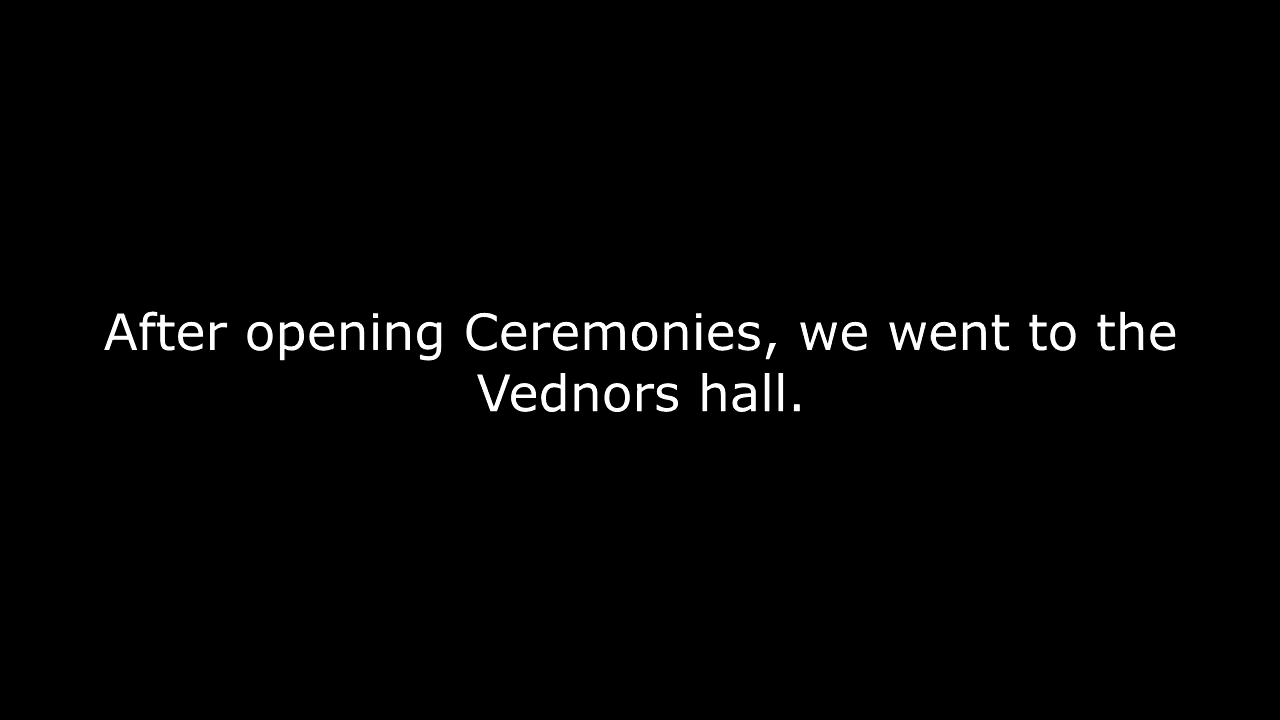 After opening Ceremonies, we went to the
Vednors hall.